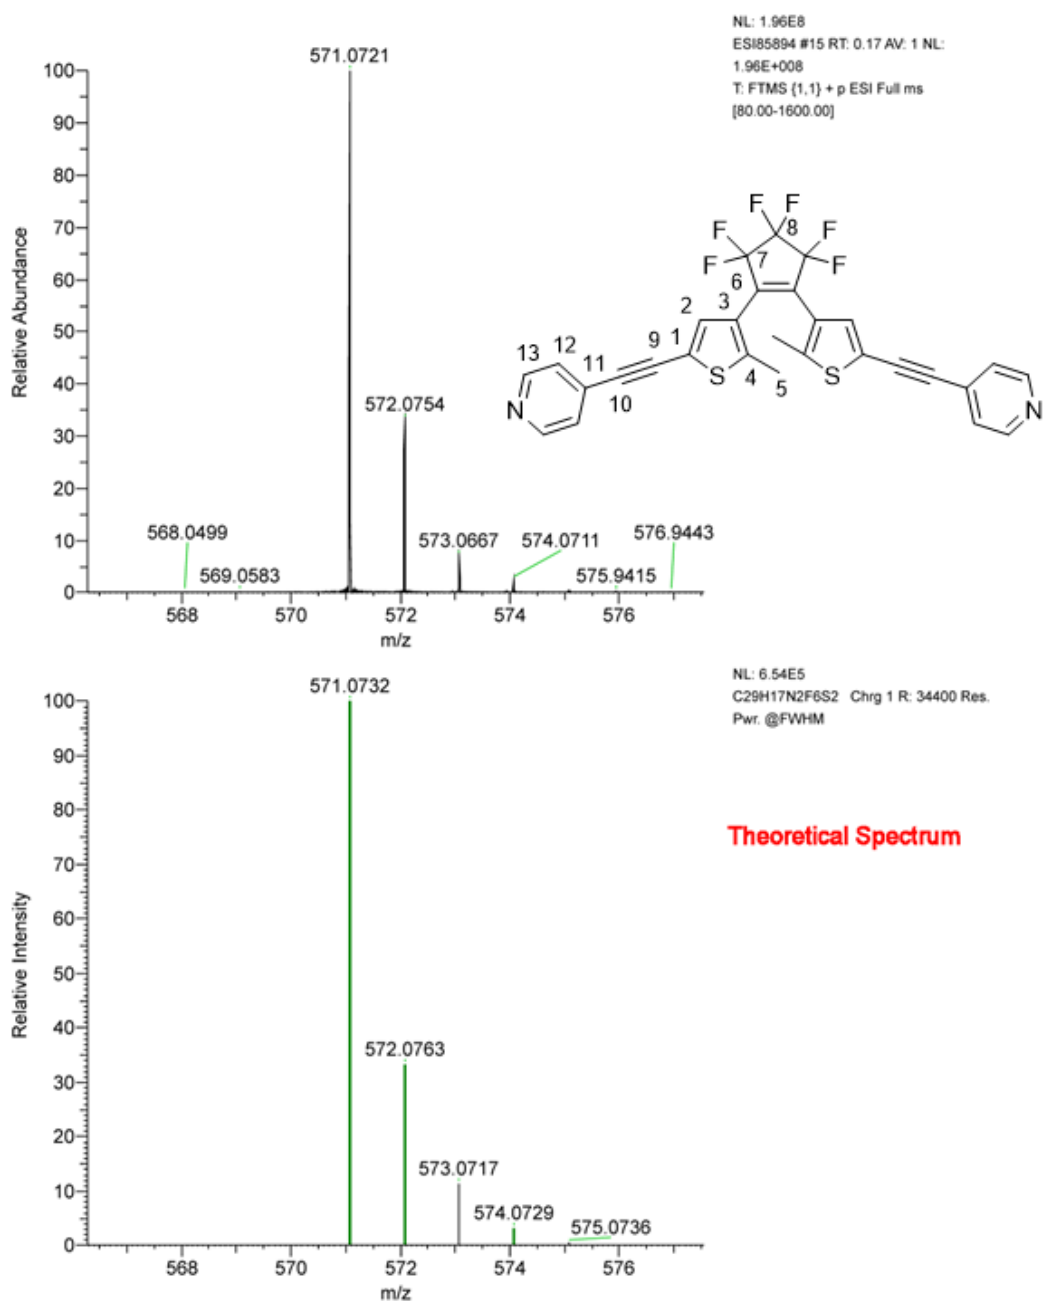 NL: 1.96E8
ESI85894 #15 RT: 0.17 AV: 1 NL:
1.96E+008
T: FTMS {1,1} + p ESI Full ms
[80.00-1600.00]
571.0721
100
90
80
70
60
50
40
30
20
10
0
Relative Abundance
572.0754
568.0499
569.0583
573.0667
574.0711
576.9443
575.9415
568
570
572
574
576
m/z
F F
F 8 F
F 7 F
6
2 3
9 1
13 12 11
10 S 4 5 S
N N
NL: 6.54E5
C29H17N2F6S2 Chrg 1 R: 34400 Res.
Pwr. @FWHM
Theoretical Spectrum
571.0732
100
90
80
70
60
50
40
30
20
10
0
Relative Intensity
572.0763
573.0717
574.0729
575.0736
568
570
572
574
576
m/z